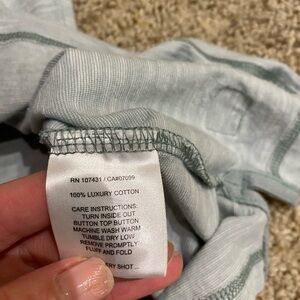 RN 107431 / CA#07099
100% LUXURY COTTON
CARE INSTRUCTIONS:
TURN INSIDE OUT
BUTTON TOP BUTTON
MACHINE WASH WARM
TUMBLE DRY LOW
REMOVE PROMPTLY
FLUFF AND FOLD
SHOT ...